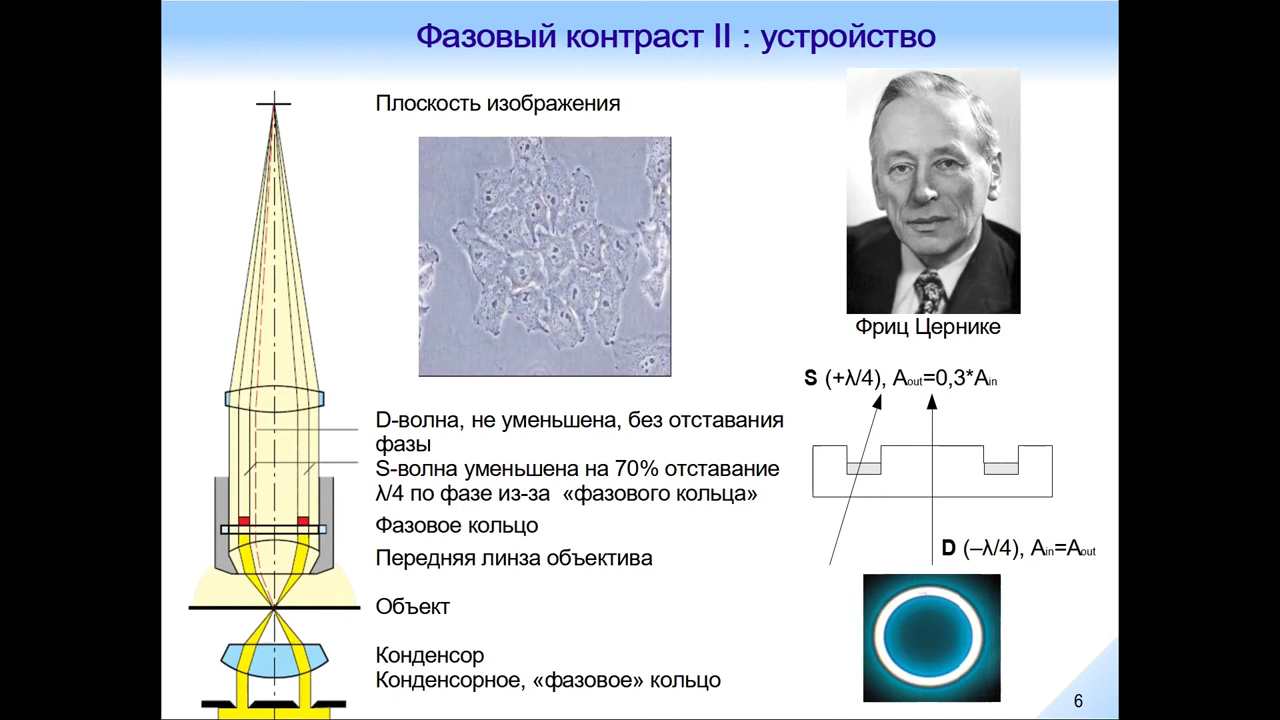 Фазовый контраст II : устройство
Плоскость изображения
Фриц Цернике
S (+λ/4), Aout=0,3*Ain
D-волна, не уменьшена, без отставания
фазы
S-волна уменьшена на 70% отставание
λ/4 по фазе из-за «фазового кольца»
Фазовое кольцо
Передняя линза объектива
D (–λ/4), Ain=Aout
Объект
Конденсор
Конденсорное, «фазовое» кольцо
6